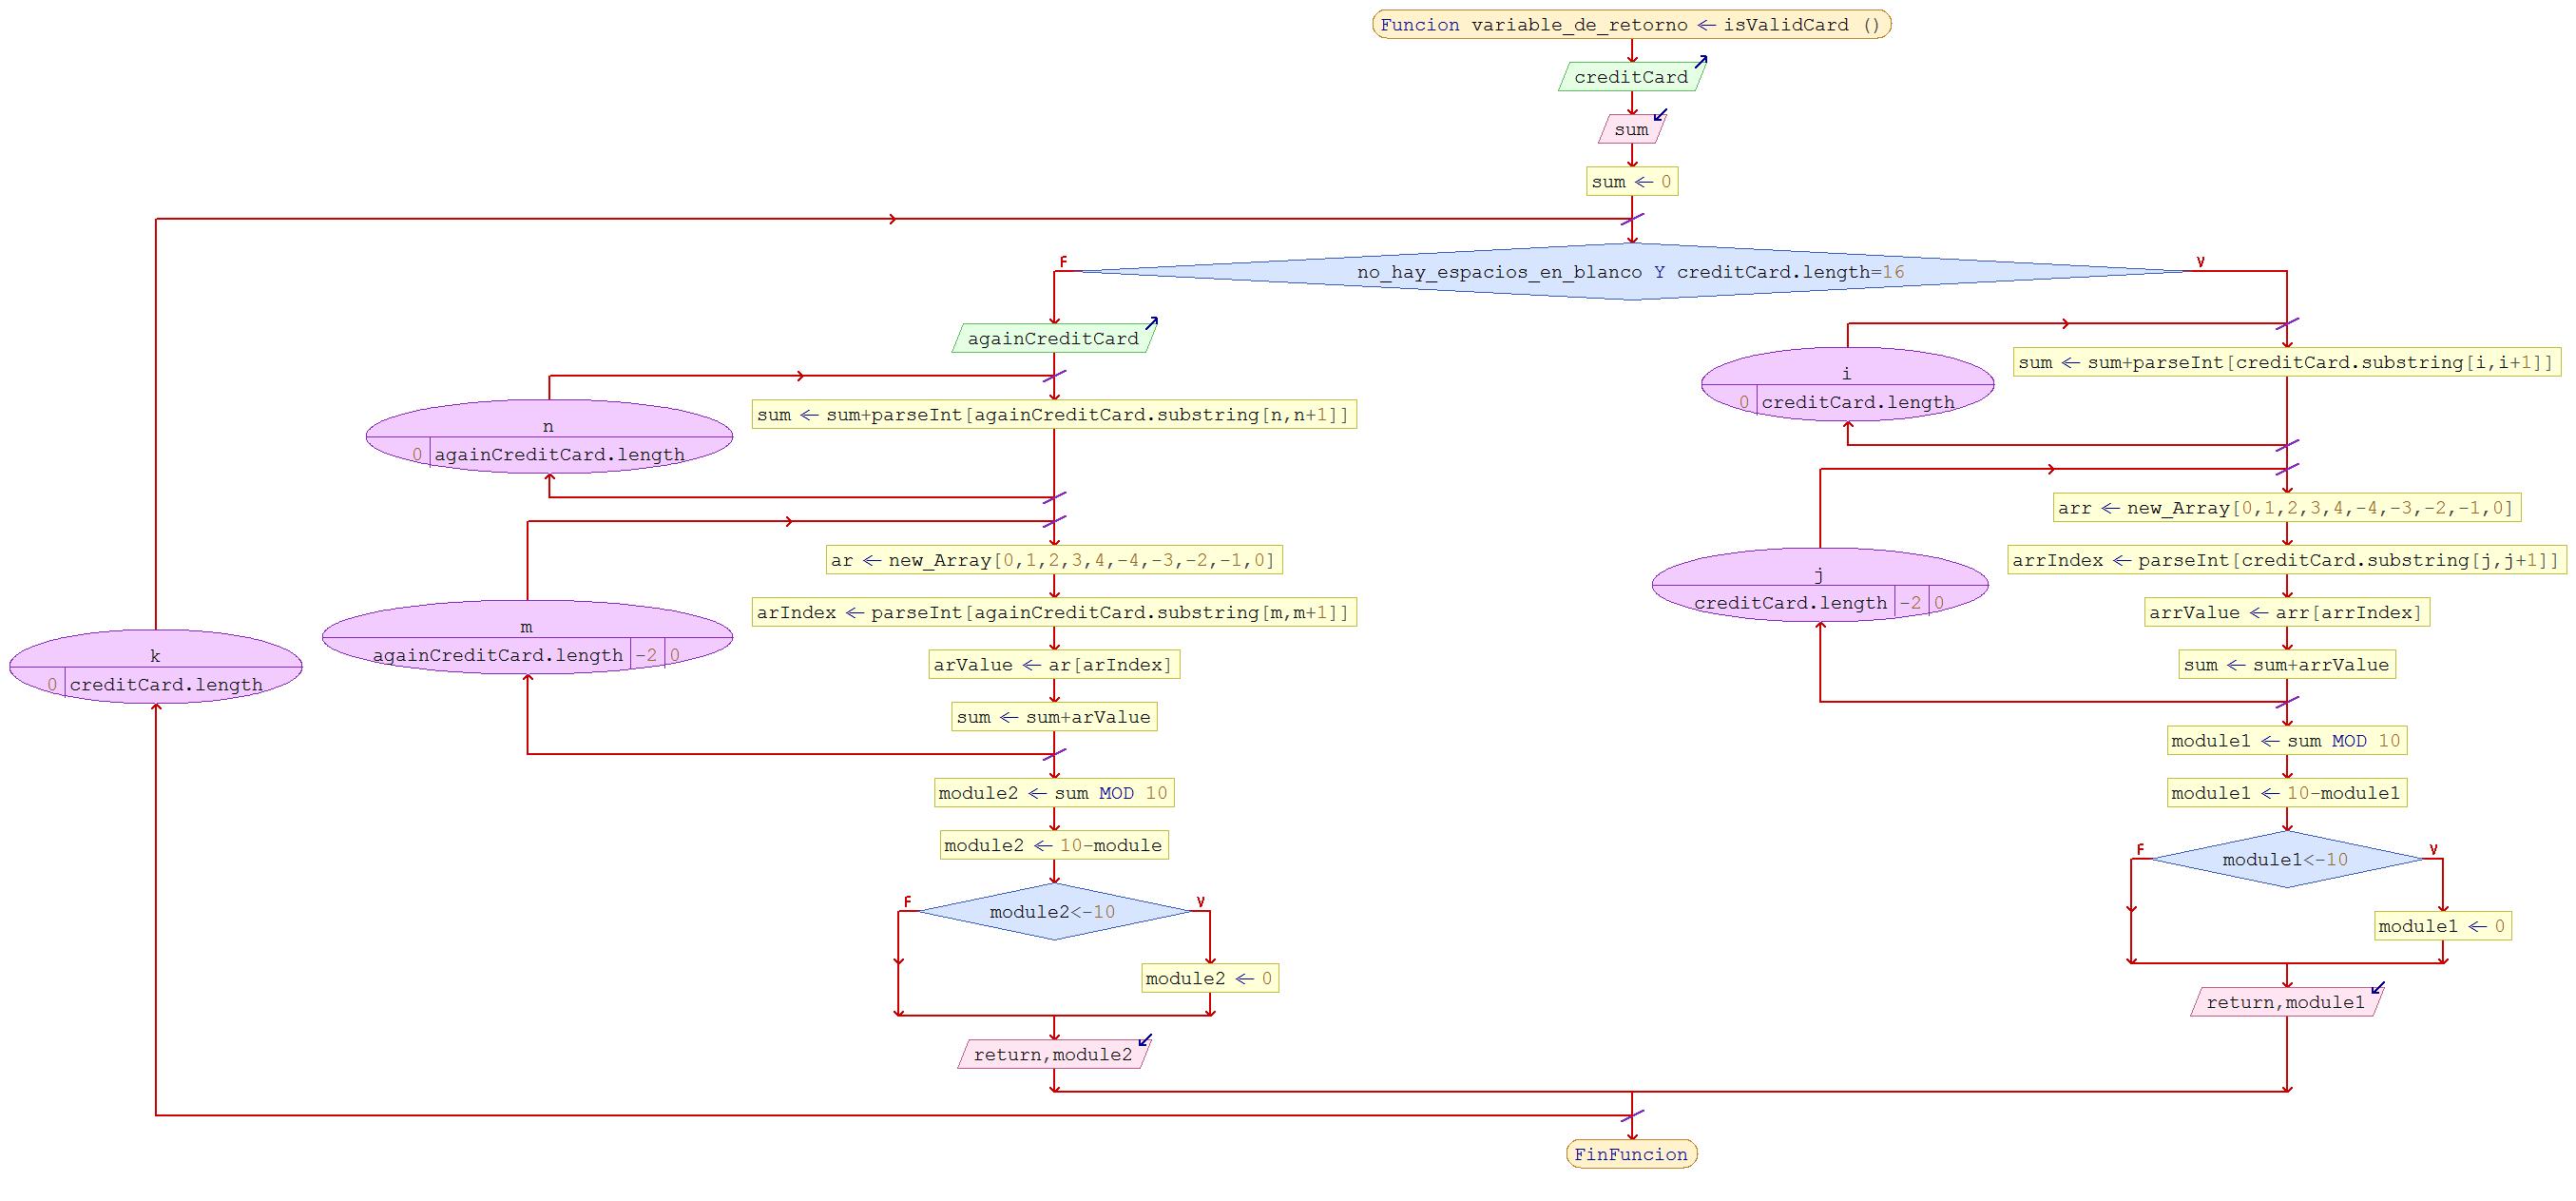 Funcion variable_de_retorno ← isValidCard ()
creditCard
sum
sum ← 0
no_hay_espacios_en_blanco Y creditCard.length=16
F
V
againCreditCard
n
0 againCreditCard.length
sum ← sum+parseInt[againCreditCard.substring[n,n+1]]
m
againCreditCard.length -2 0
ar ← new_Array[0,1,2,3,4,-4,-3,-2,-1,0]
arIndex ← parseInt[againCreditCard.substring[m,m+1]]
arValue ← ar[arIndex]
sum ← sum+arValue
k
0 creditCard.length
module2 ← sum MOD 10
module2 ← 10-module
module2<-10
F
V
module2 ← 0
return,module2
i
0 creditCard.length
sum ← sum+parseInt[creditCard.substring[i,i+1]]
j
creditCard.length -2 0
arr ← new_Array[0,1,2,3,4,-4,-3,-2,-1,0]
arrIndex ← parseInt[creditCard.substring[j,j+1]]
arrValue ← arr[arrIndex]
sum ← sum+arrValue
module1 ← sum MOD 10
module1 ← 10-module1
module1<-10
F
V
module1 ← 0
return,module1
FinFuncion